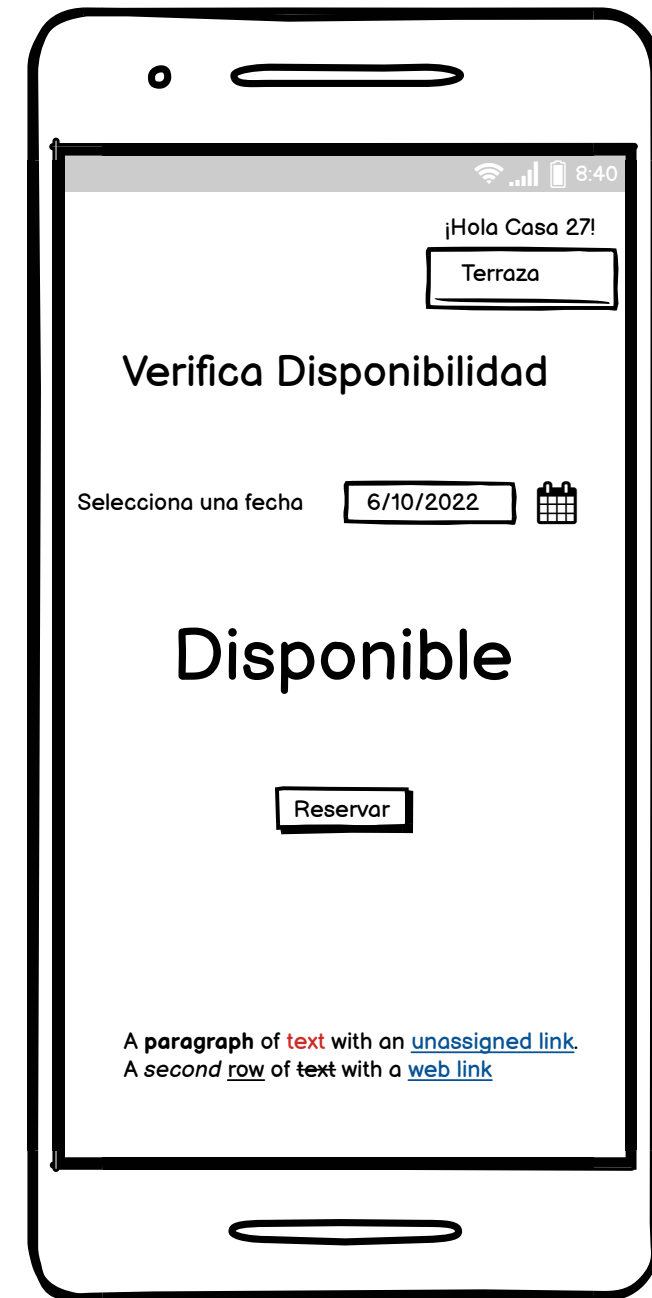 8:40
¡Hola Casa 27!
Terraza
Verifica Disponibilidad
Selecciona una fecha 6/10/2022
Disponible
Reservar
A paragraph of text with an unassigned link.
A second row of text with a web link